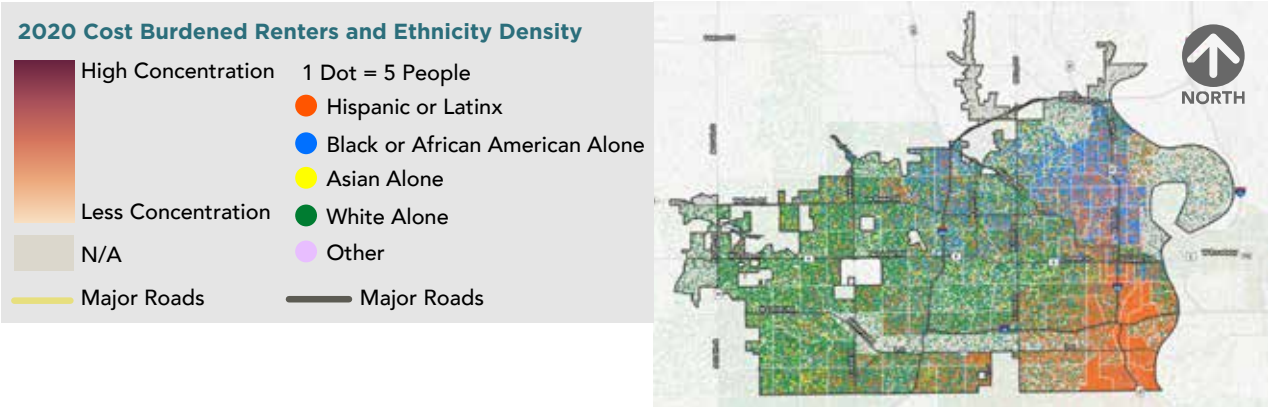 2020 Cost Burdened Renters and Ethnicity Density
High Concentration
Less Concentration
N/A
Major Roads
1 Dot = 5 People
Hispanic or Latinx
Black or African American Alone
Asian Alone
White Alone
Other
Major Roads
NORTH